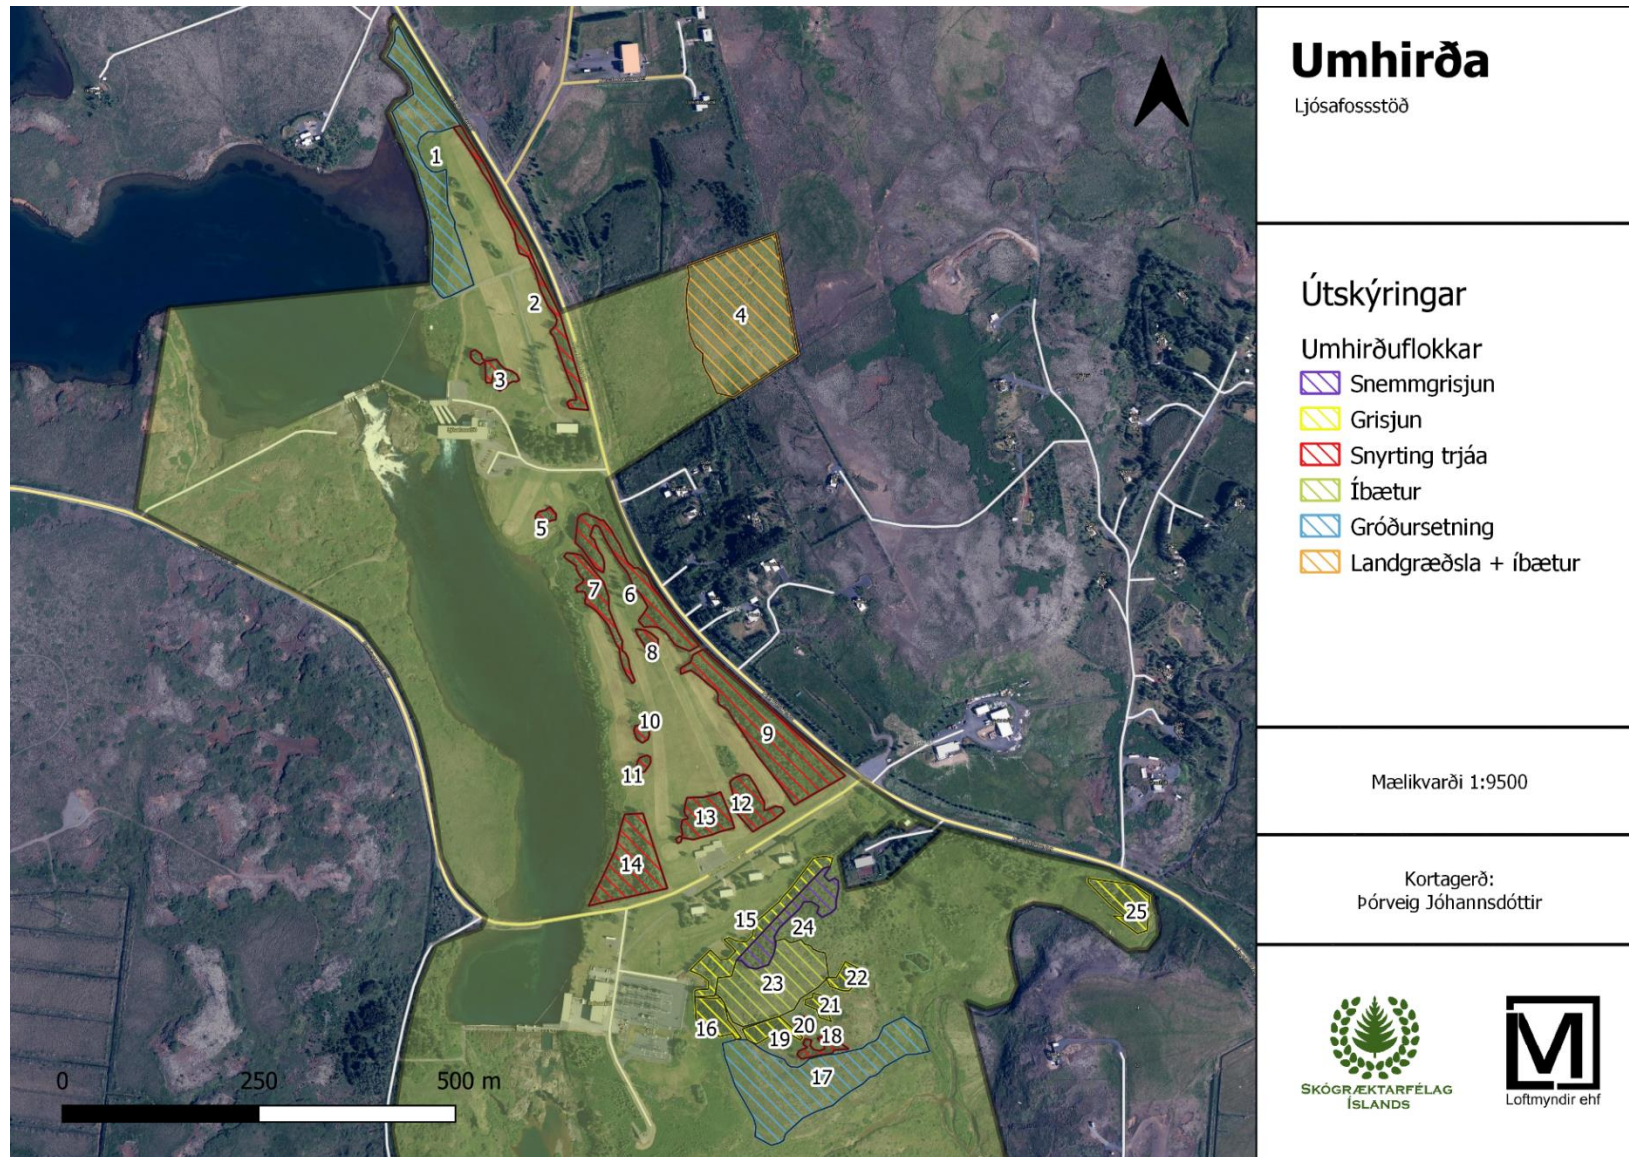 Umhirða
Ljósafossstöð
Útskýringar
Umhirðuflokkar
Snemmgrisjun
Grisjun
Snyrting trjáa
Íbætur
Gróðursetning
Landgræðsla + íbætur
Mælikvarði 1:9500
Kortagerð:
Þórveig Jóhannsdóttir
SKÓGRÆKTARFÉLAG
ÍSLANDS
M
Loftmyndir ehf
1
2
3
4
5
6
7
8
9
10
11
12
13
14
15
16
17
18
19
20
21
22
23
24
25
0 250 500 m